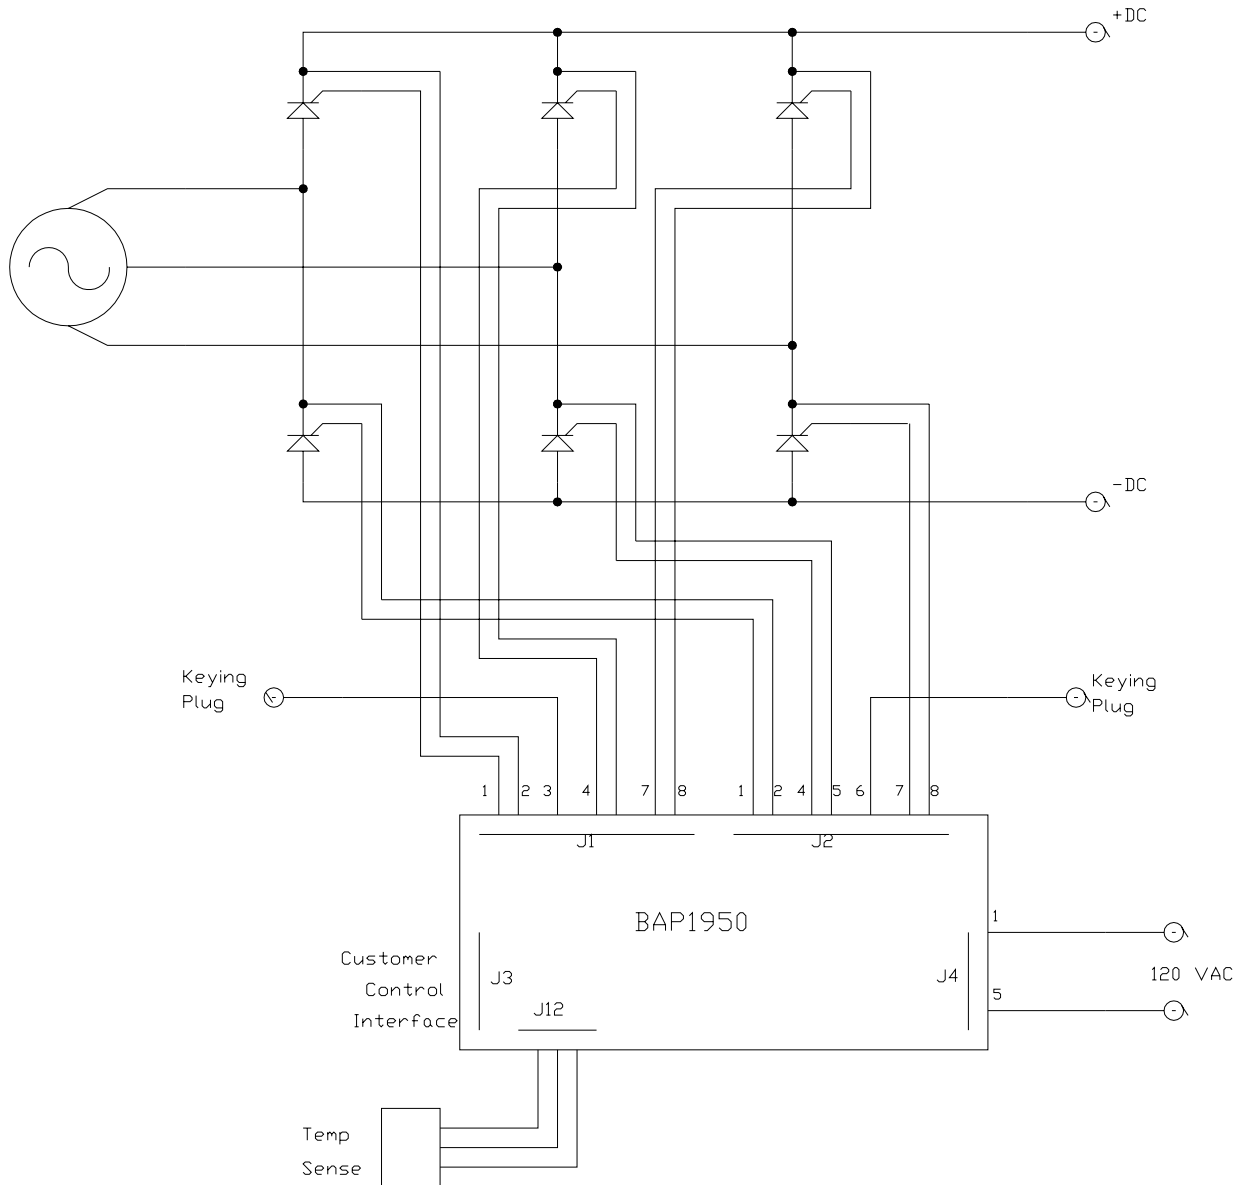 +DC
-DC
Keying
Plug
Keying
Plug
1 2 3 4 7 8 1 2 4 5 6 7 8
J1 J2
BAP1950
1
Customer
Control
Interface
J3
J12
J4
120 VAC
5
Temp
Sense